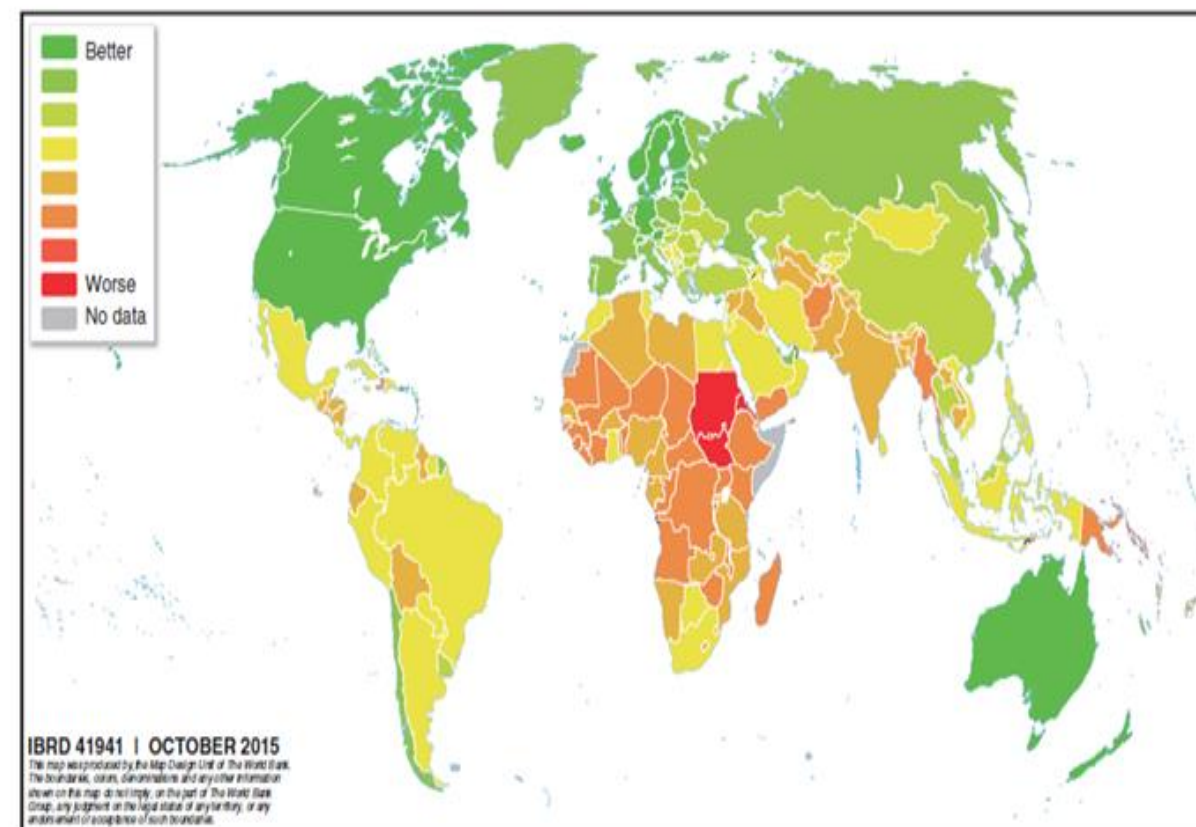 Better
Worse
No data
IBRD 41941 | OCTOBER 2015
This map was produced by the Map Design Unit of The World Bank.
The boundaries, colors, denominations and any other information
shown on this map do not imply, on the part of The World Bank
Group, any judgment on the legal status of any territory, or any
endorsement or acceptance of such boundaries.